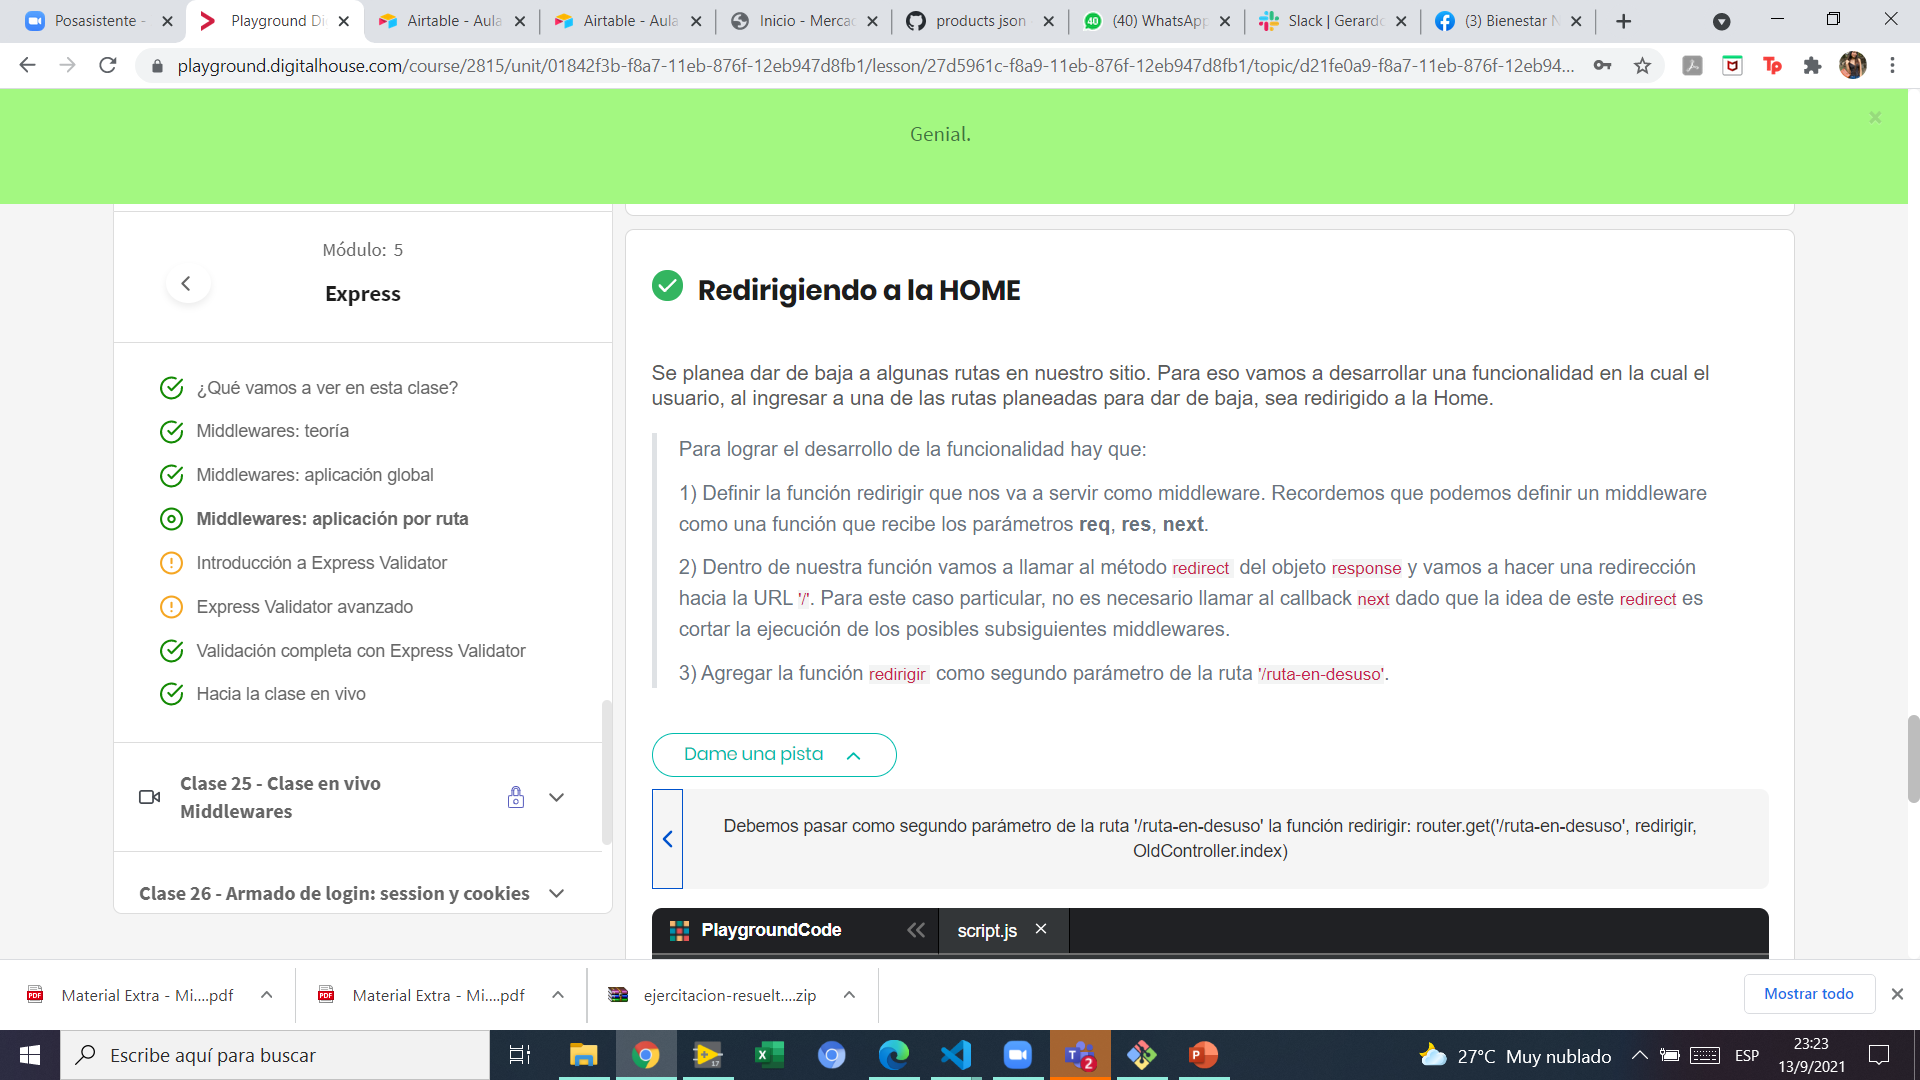 Posasistente -
Playground Di
Airtable - Aula
Airtable - Aula
Inicio - Mercad
products json
(40) WhatsApp
Slack | Gerardo
(3) Bienestar N
playground.digitalhouse.com/course/2815/unit/01842f3b-f8a7-11eb-876f-12eb947d8fb1/lesson/27d5961c-f8a9-11eb-876f-12eb947d8fb1/topic/d21fe0a9-f8a7-11eb-876f-12eb94...
Genial.
Módulo: 5
Express
¿Qué vamos a ver en esta clase?
Middlewares: teoría
Middlewares: aplicación global
Middlewares: aplicación por ruta
Introducción a Express Validator
Express Validator avanzado
Validación completa con Express Validator
Hacia la clase en vivo
Clase 25 - Clase en vivo
Middlewares
Clase 26 - Armado de login: session y cookies
Redirigiendo a la HOME
Se planea dar de baja a algunas rutas en nuestro sitio. Para eso vamos a desarrollar una funcionalidad en la cual el
usuario, al ingresar a una de las rutas planeadas para dar de baja, sea redirigido a la Home.
Para lograr el desarrollo de la funcionalidad hay que:
1) Definir la función redirigir que nos va a servir como middleware. Recordemos que podemos definir un middleware
como una función que recibe los parámetros req, res, next.
2) Dentro de nuestra función vamos a llamar al método redirect del objeto response y vamos a hacer una redirección
hacia la URL '/'. Para este caso particular, no es necesario llamar al callback next dado que la idea de este redirect es
cortar la ejecución de los posibles subsiguientes middlewares.
3) Agregar la función redirigir como segundo parámetro de la ruta '/ruta-en-desuso'.
Dame una pista
Debemos pasar como segundo parámetro de la ruta '/ruta-en-desuso' la función redirigir: router.get('/ruta-en-desuso', redirigir,
OldController.index)
PlaygroundCode
script.js
Material Extra - Mi....pdf
Material Extra - Mi....pdf
ejercitacion-resuelt....zip
Mostrar todo
Escribe aquí para buscar
27°C Muy nublado
ESP
23:23
13/9/2021